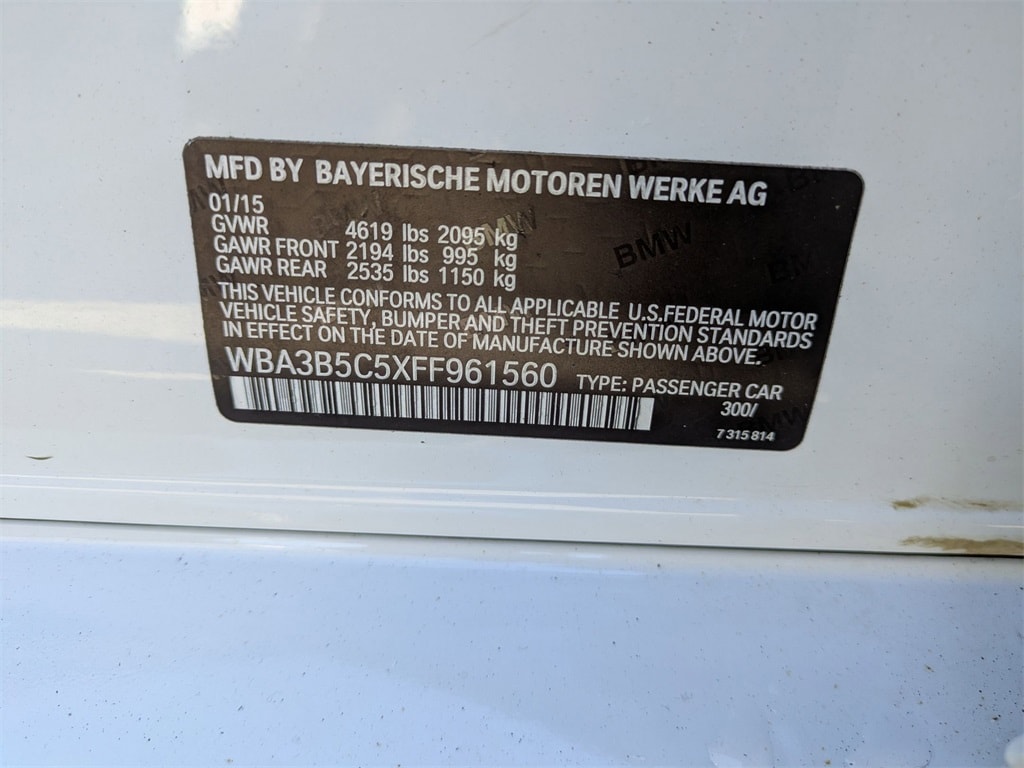 MFD BY BAYERISCHE MOTOREN WERKE AG
01/15
GVWR 4619 lbs 2095 kg
GAWR FRONT 2194 lbs 995 kg
GAWR REAR 2535 lbs 1150 kg
THIS VEHICLE CONFORMS TO ALL APPLICABLE U.S.FEDERAL MOTOR
VEHICLE SAFETY, BUMPER AND THEFT PREVENTION STANDARDS
IN EFFECT ON THE DATE OF MANUFACTURE SHOWN ABOVE.
WBA3B5C5XFF961560 TYPE: PASSENGER CAR
300/
7 315 814
BMW